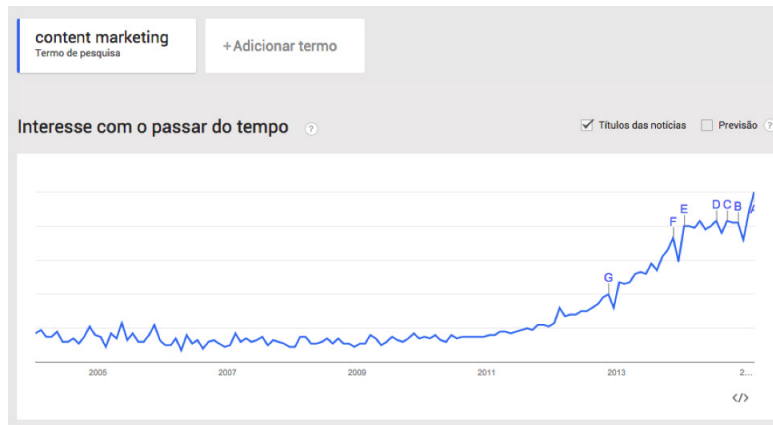 content marketing
Termo de pesquisa
+Adicionar termo
Interesse com o passar do tempo ?
Títulos das notícias
Previsão ?
G
F
E
D
C
B
A
2005
2007
2009
2011
2013
2...
</>